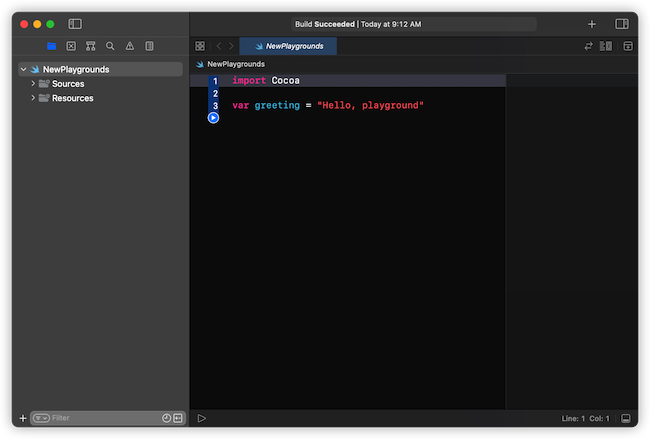 Build Succeeded | Today at 9:12 AM
NewPlaygrounds
NewPlaygrounds
Sources
Resources
NewPlaygrounds
1 import Cocoa
2
3 var greeting = "Hello, playground"
Filter
Line: 1 Col: 1